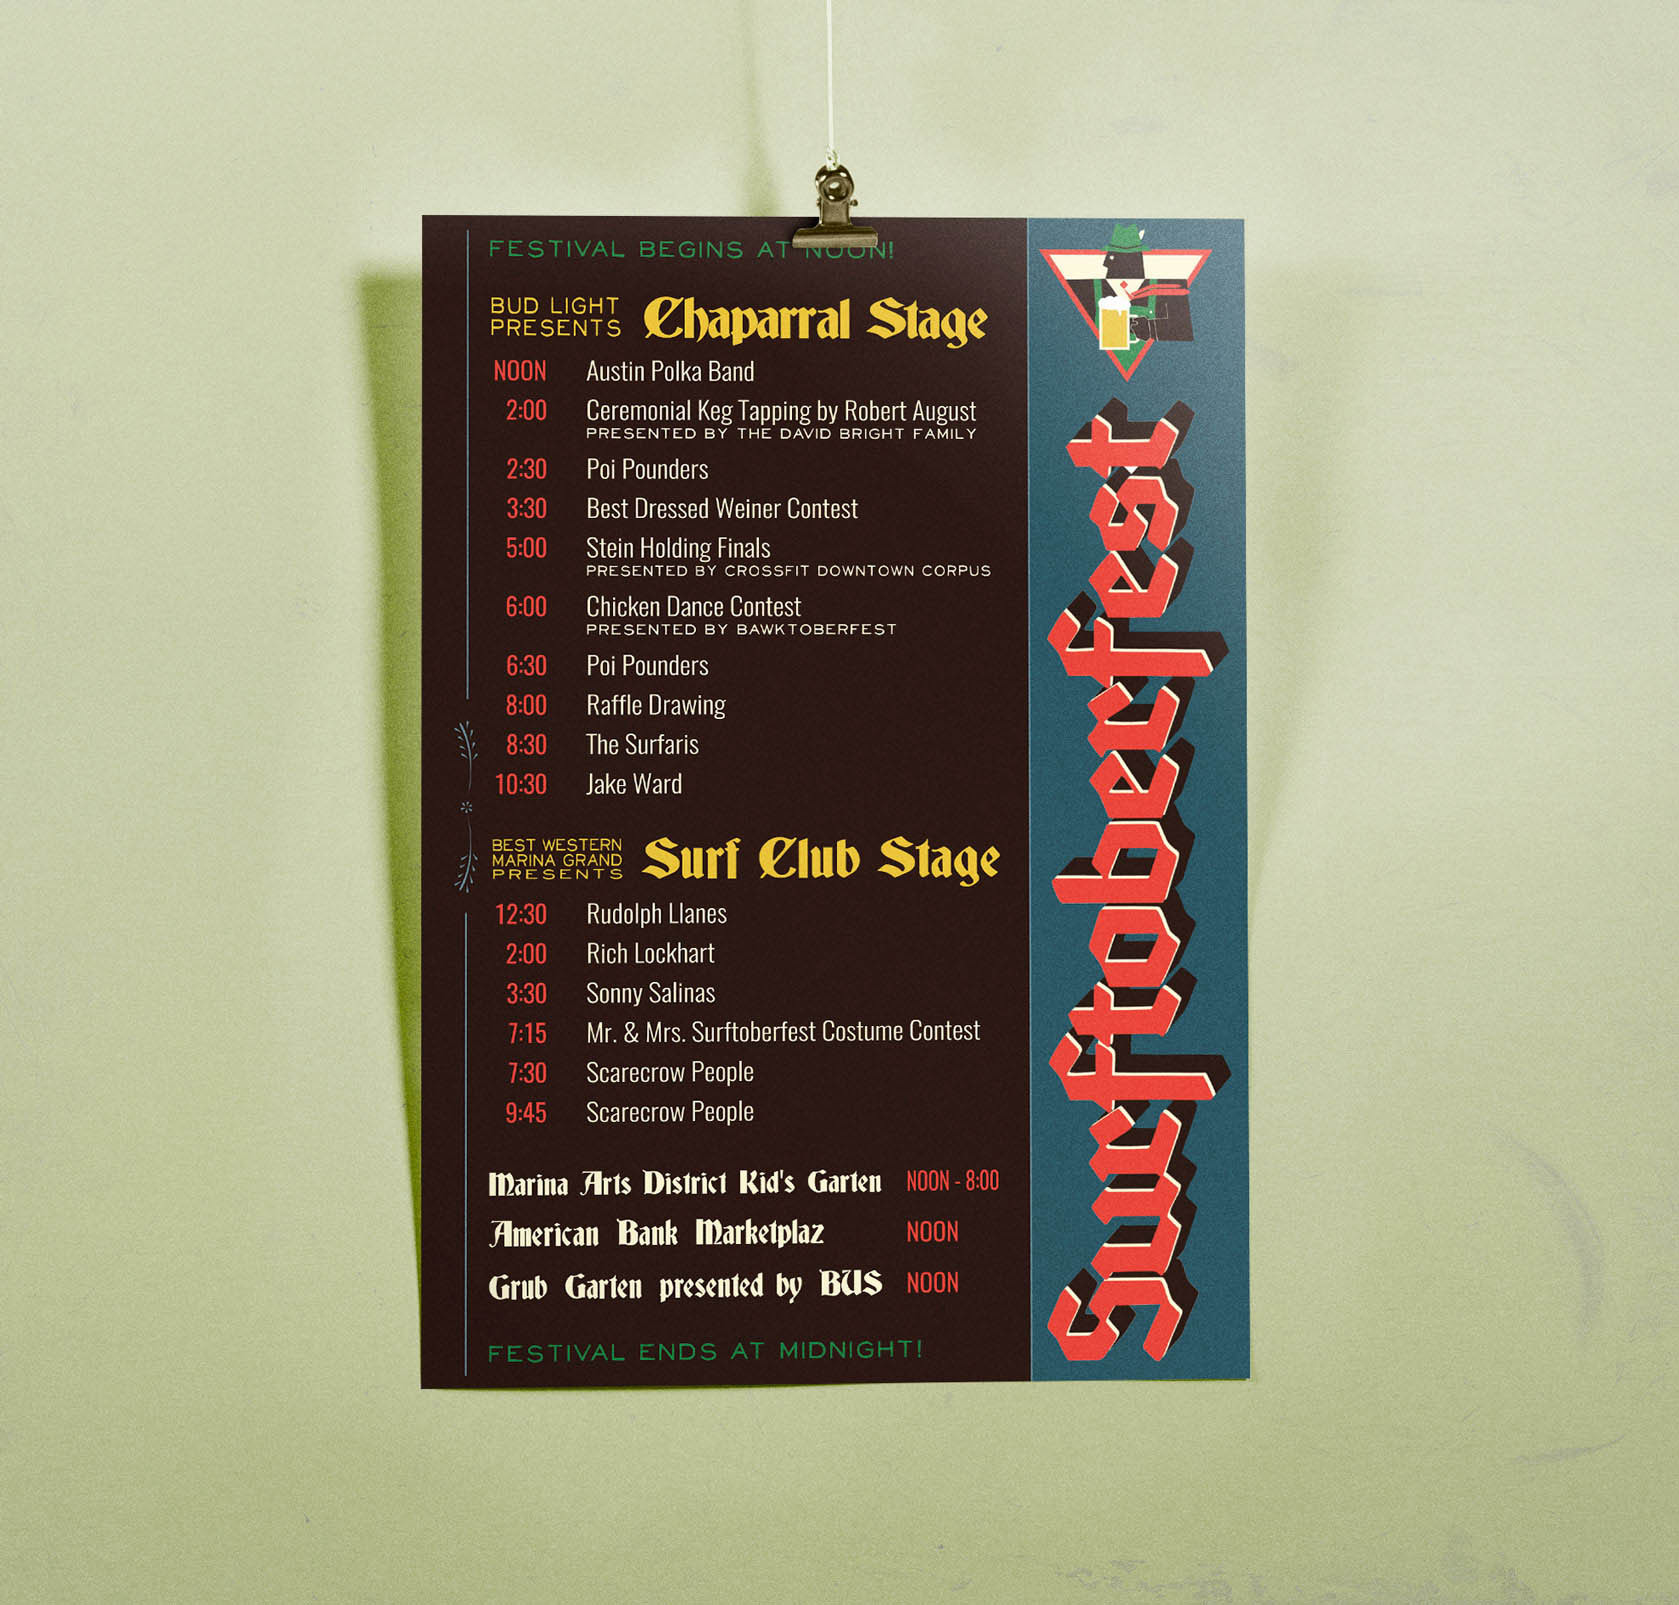 FESTIVAL BEGINS AT NOON!
BUD LIGHT
PRESENTS
Chaparral Stage
NOON Austin Polka Band
2:00 Ceremonial Keg Tapping by Robert August
PRESENTED BY THE DAVID BRIGHT FAMILY
2:30 Poi Pounders
3:30 Best Dressed Weiner Contest
5:00 Stein Holding Finals
PRESENTED BY CROSSFIT DOWNTOWN CORPUS
6:00 Chicken Dance Contest
PRESENTED BY BAWKTOBERFEST
6:30 Poi Pounders
8:00 Raffle Drawing
8:30 The Surfaris
10:30 Jake Ward
BEST WESTERN
MARINA GRAND
PRESENTS
Surf Club Stage
12:30 Rudolph Llanes
2:00 Rich Lockhart
3:30 Sonny Salinas
7:15 Mr. & Mrs. Surftoberfest Costume Contest
7:30 Scarecrow People
9:45 Scarecrow People
Marina Arts District Kid's Garten NOON - 8:00
American Bank Marketplaz NOON
Grub Garten presented by BUS NOON
FESTIVAL ENDS AT MIDNIGHT!
Surftoberfest